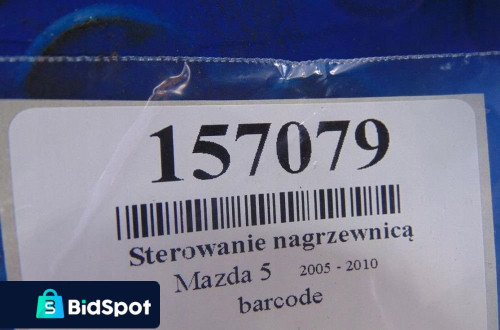 157079
Sterowanie nagrzewnicą
Mazda 5 2005 - 2010
barcode
BidSpot